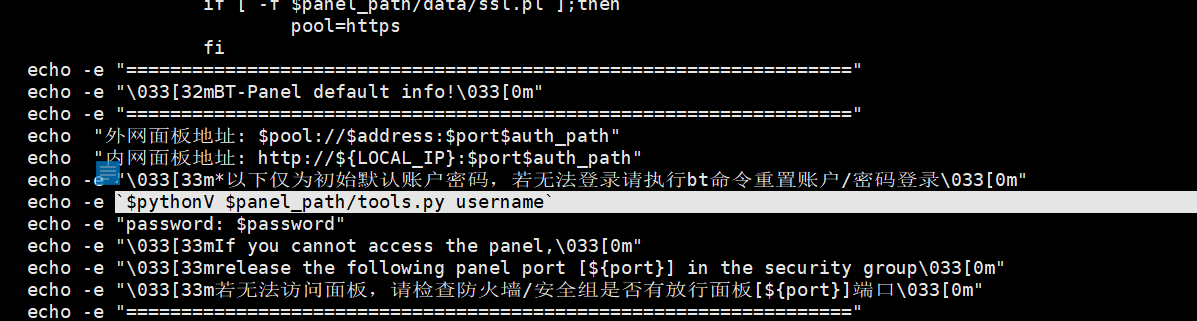 if [ -f $panel_path/data/ssl.pl ];then
pool=https
fi
echo -e "=================================================================="
echo -e "\033[32mBT-Panel default info!\033[0m"
echo -e "=================================================================="
echo  "外网面板地址: $pool://$address:$port$auth_path"
echo  "内网面板地址: http://${LOCAL_IP}:$port$auth_path"
echo -e "\033[33m*以下仅为初始默认账户密码，若无法登录请执行bt命令重置账户/密码登录\033[0m"
echo -e `$pythonV $panel_path/tools.py username`
echo -e "password: $password"
echo -e "\033[33mIf you cannot access the panel,\033[0m"
echo -e "\033[33mrelease the following panel port [${port}] in the security group\033[0m"
echo -e "\033[33m若无法访问面板，请检查防火墙/安全组是否有放行面板[${port}]端口\033[0m"
echo -e "=================================================================="